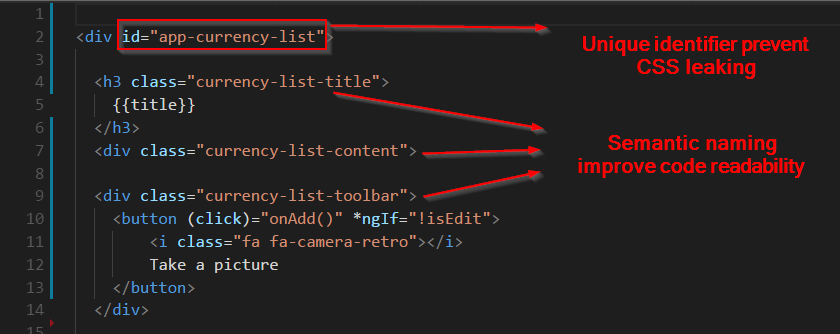 1
2 <div id="app-currency-list">
Unique identifier prevent
CSS leaking
3
4 <h3 class="currency-list-title">
5 {{title}}
6 </h3>
7 <div class="currency-list-content">
Semantic naming
improve code readability
8
9 <div class="currency-list-toolbar">
10 <button (click)="onAdd()" *ngIf="!isEdit">
11 <i class="fa fa-camera-retro"></i>
12 Take a picture
13 </button>
14 </div>
15